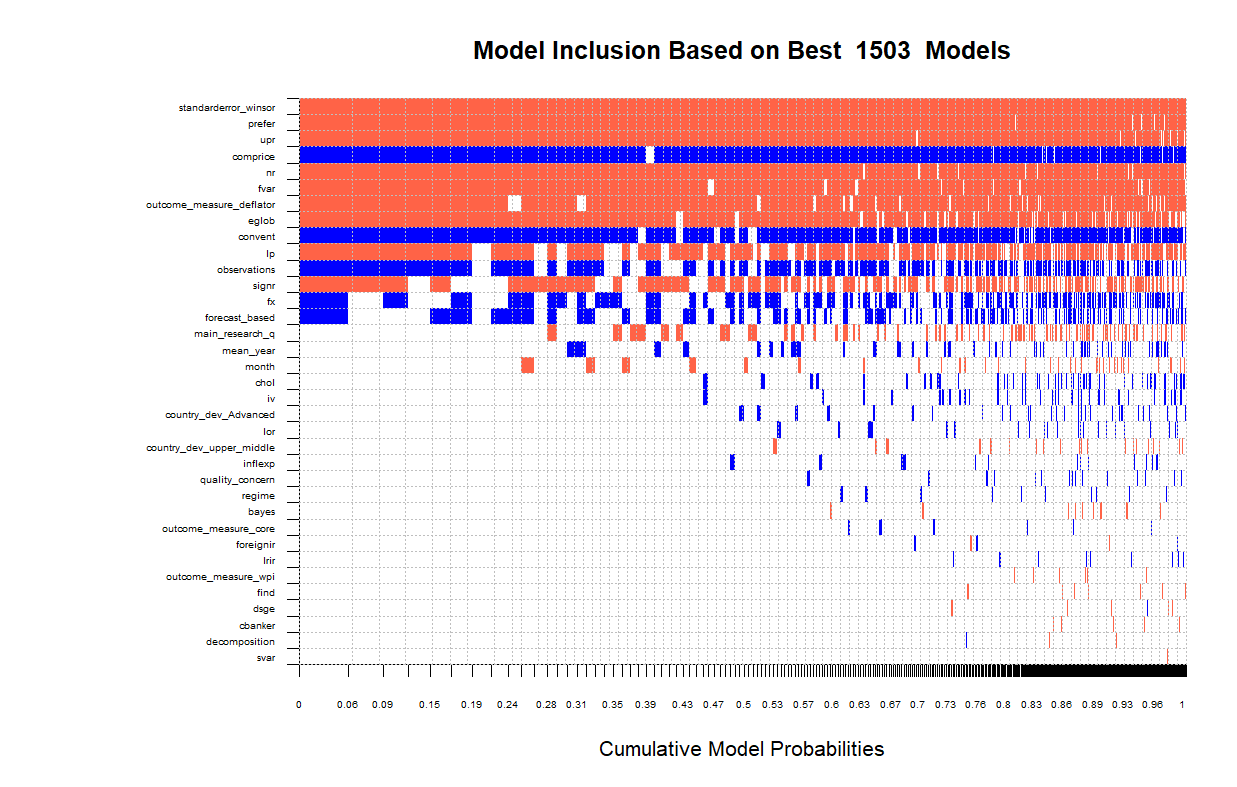 Model Inclusion Based on Best 1503 Models
standarderror_winsor
prefer
upr
comprice
nr
fvar
outcome_measure_deflator
eglob
convent
lp
observations
signr
fx
forecast_based
main_research_q
mean_year
month
chol
iv
country_dev_Advanced
lor
country_dev_upper_middle
inflexp
quality_concern
regime
bayes
outcome_measure_core
foreignir
lrir
outcome_measure_wpi
find
dsge
cbanker
decomposition
svar
0 0.06 0.09 0.15 0.19 0.24 0.28 0.31 0.35 0.39 0.43 0.47 0.5 0.53 0.57 0.6 0.63 0.67 0.7 0.73 0.76 0.8 0.83 0.86 0.89 0.93 0.96 1
Cumulative Model Probabilities